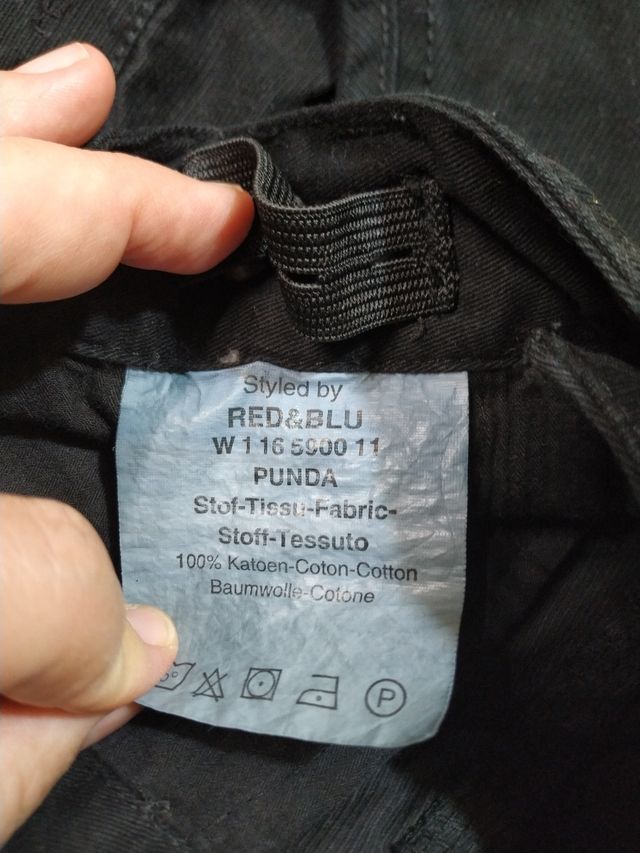 Styled by
RED&BLU
W 1 16 5900 11
PUNDA
Stof-Tissu-Fabric-
Stoff-Tessuto
100% Katoen-Coton-Cotton
Baumwolle-Cotone
P